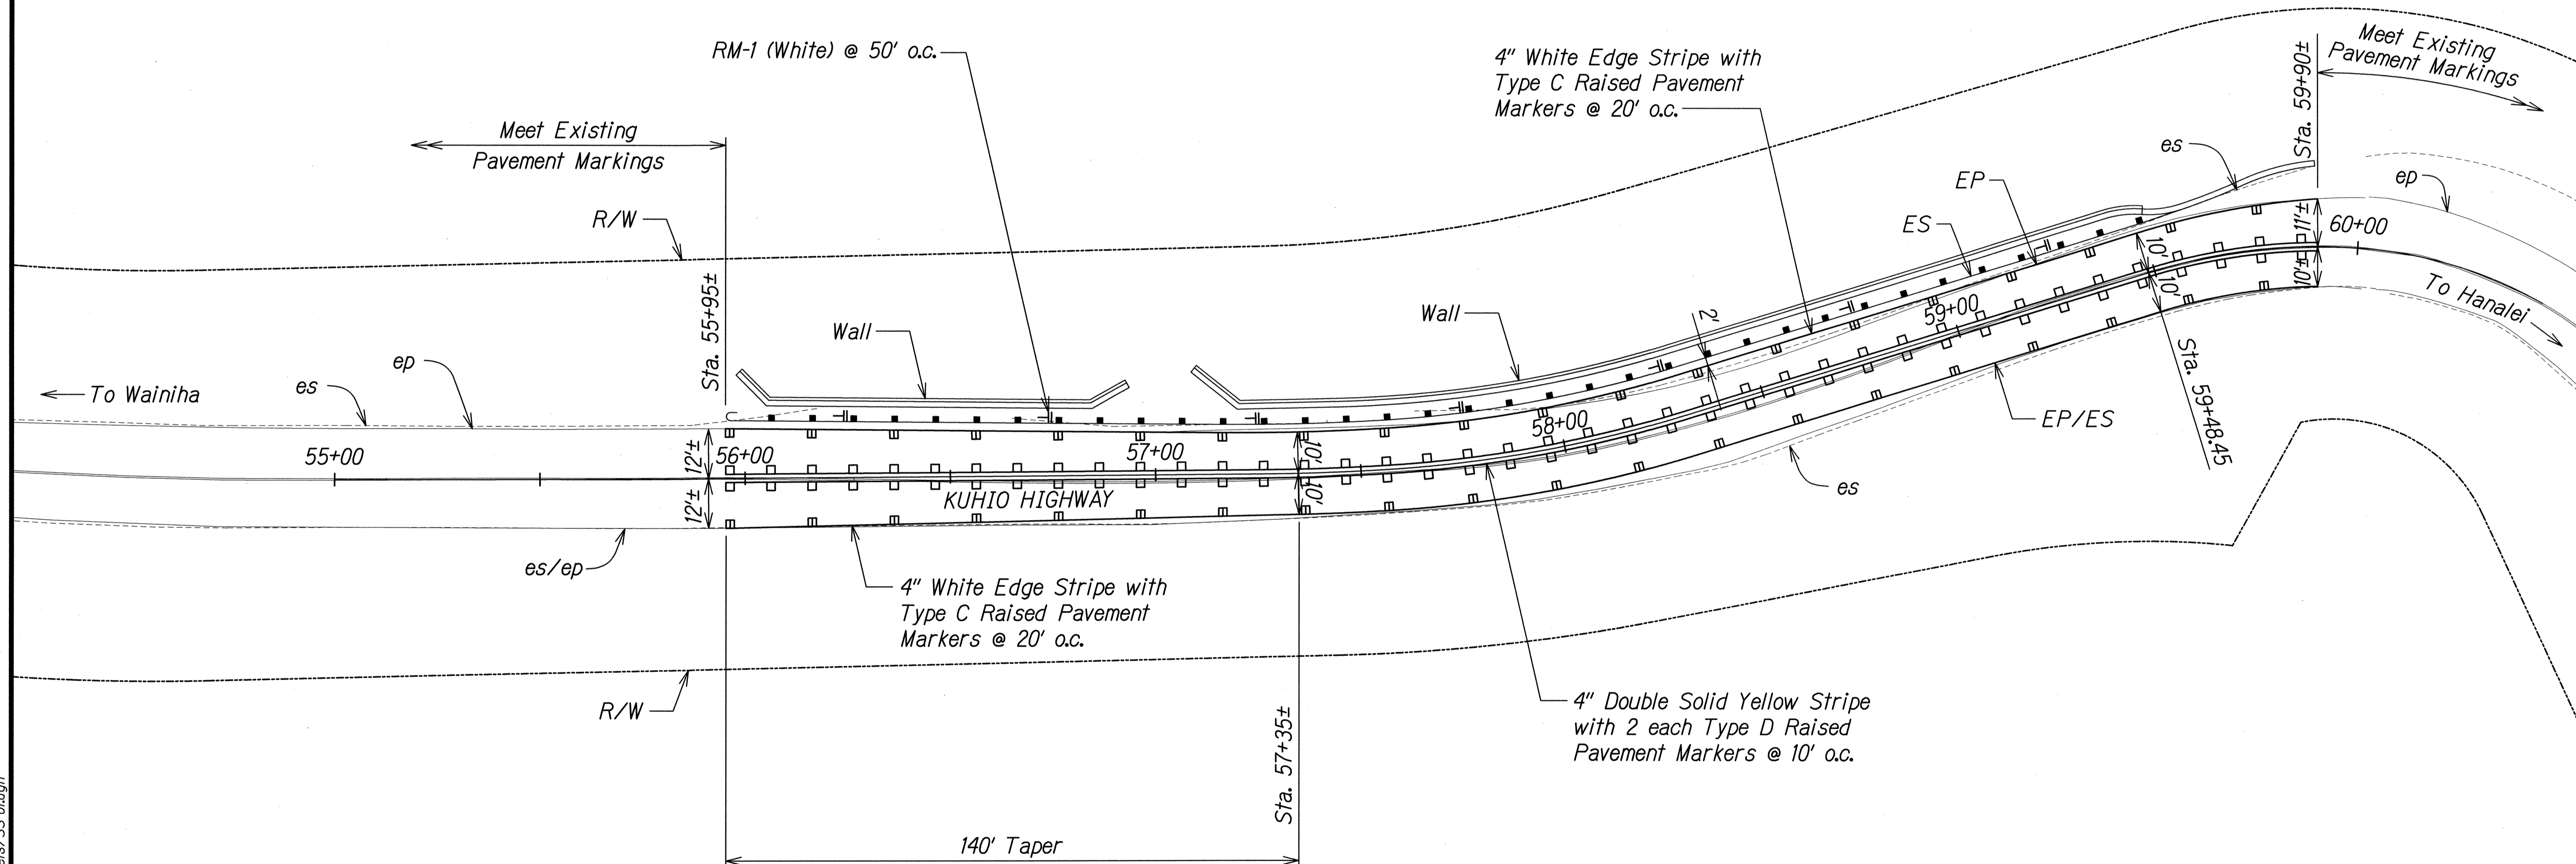 RM-1 (White) @ 50' o.c.
4" White Edge Stripe with
Type C Raised Pavement
Markers @ 20' o.c.
Meet Existing
Pavement Markings
Sta. 59+90±
Meet Existing
Pavement Markings
R/W
es
ep
EP
ES
11'±
60+00
10'±
10'
10'
To Hanalei
Sta. 55+95±
Wall
Wall
2'
59+00
Sta. 59+48.45
ep
es
To Wainiha
58+00
EP/ES
55+00
12'±
56+00
57+00
10'
10'
12'±
KUHIO HIGHWAY
es
es/ep
4" White Edge Stripe with
Type C Raised Pavement
Markers @ 20' o.c.
R/W
4" Double Solid Yellow Stripe
with 2 each Type D Raised
Pavement Markers @ 10' o.c.
Sta. 57+35±
140' Taper